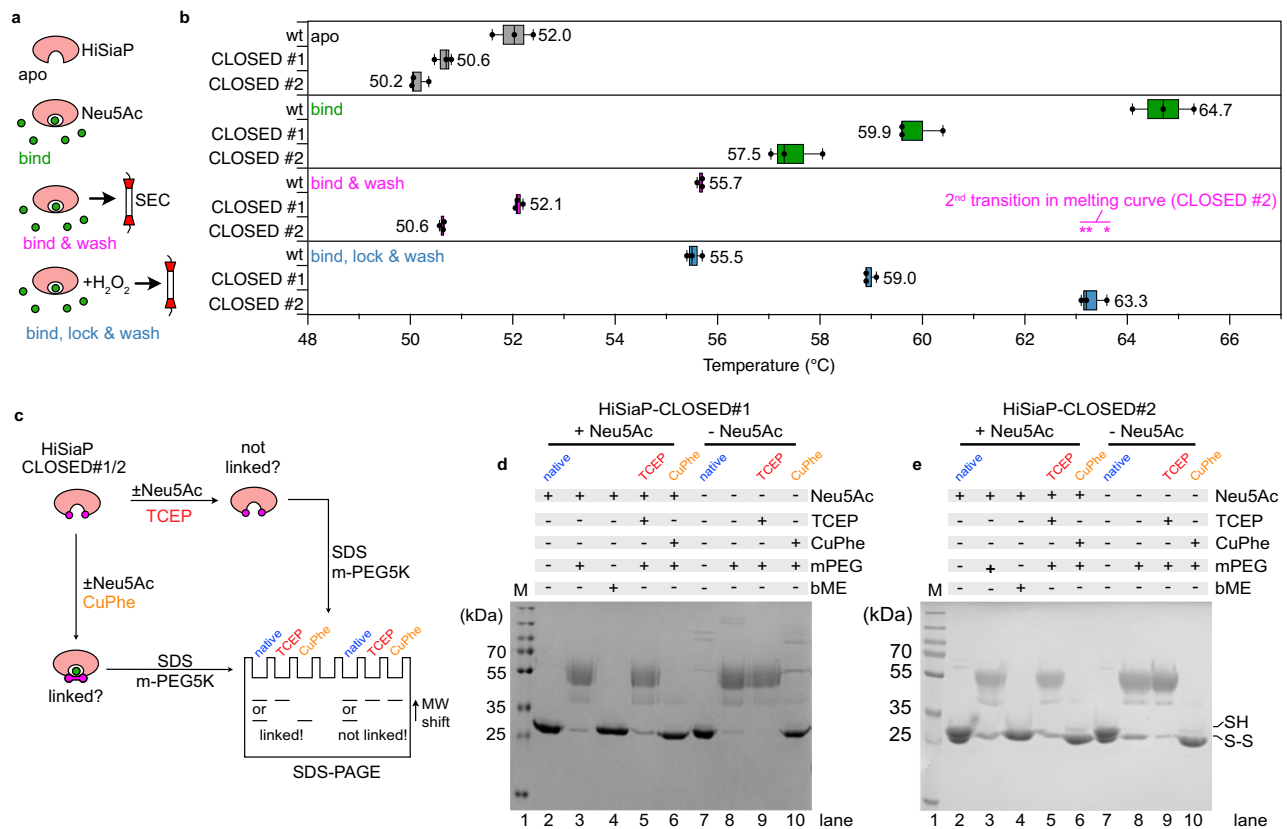 a
HiSiaP
apo
Neu5Ac
bind
SEC
bind & wash
+H2O2
bind, lock & wash
b
wt apo
CLOSED #1
CLOSED #2
52.0
50.6
50.2
wt bind
CLOSED #1
CLOSED #2
64.7
59.9
57.5
wt bind & wash
CLOSED #1
CLOSED #2
55.7
52.1
50.6
2nd transition in melting curve (CLOSED #2)
** *
wt bind, lock & wash
CLOSED #1
CLOSED #2
55.5
59.0
63.3
48 50 52 54 56 58 60 62 64 66
Temperature (°C)
c
HiSiaP
CLOSED#1/2
±Neu5Ac
TCEP
not
linked?
±Neu5Ac
CuPhe
SDS
m-PEG5K
linked?
SDS
m-PEG5K
native TCEP CuPhe native TCEP CuPhe
or or
linked! not linked!
MW
shift
SDS-PAGE
HiSiaP-CLOSED#1
+ Neu5Ac - Neu5Ac
d
native TCEP CuPhe native TCEP CuPhe
+ + + + + - - - - Neu5Ac
- - - + - - - + - TCEP
- - - - + - - - + CuPhe
- + - + + - + + + mPEG
- - + - - - - - - bME
M
(kDa)
70
55
35
25
1 2 3 4 5 6 7 8 9 10 lane
HiSiaP-CLOSED#2
+ Neu5Ac - Neu5Ac
e
native TCEP CuPhe native TCEP CuPhe
+ + + + + - - - - Neu5Ac
- - - + - - - + - TCEP
- - - - + - - - + CuPhe
- + - + + - + + + mPEG
- - + - - - - - - bME
M
(kDa)
70
55
35
25
SH
S-S
1 2 3 4 5 6 7 8 9 10 lane